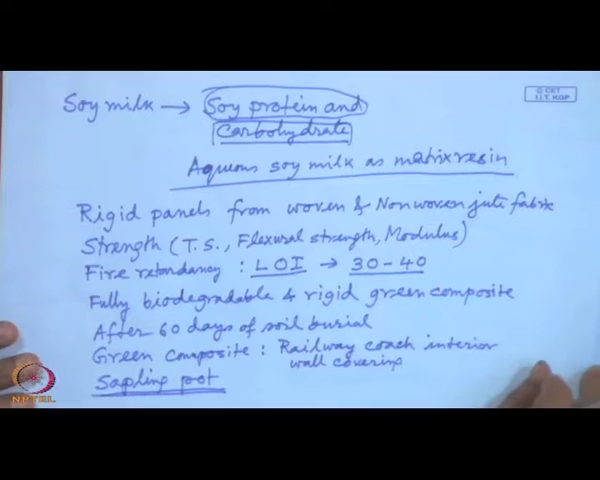 © CET
I.I.T. KGP
Soy milk → Soy protein and
Carbohydrate
Aqueous soy milk as matrix resin
Rigid panels from woven & Nonwoven jute fabric
Strength (T.S., Flexural strength, Modulus)
Fire retardancy : LOI → 30-40
Fully biodegradable & rigid green composite
After 60 days of soil burial
Green composite : Railway coach interior
wall covering
Sapling pot
NPTEL